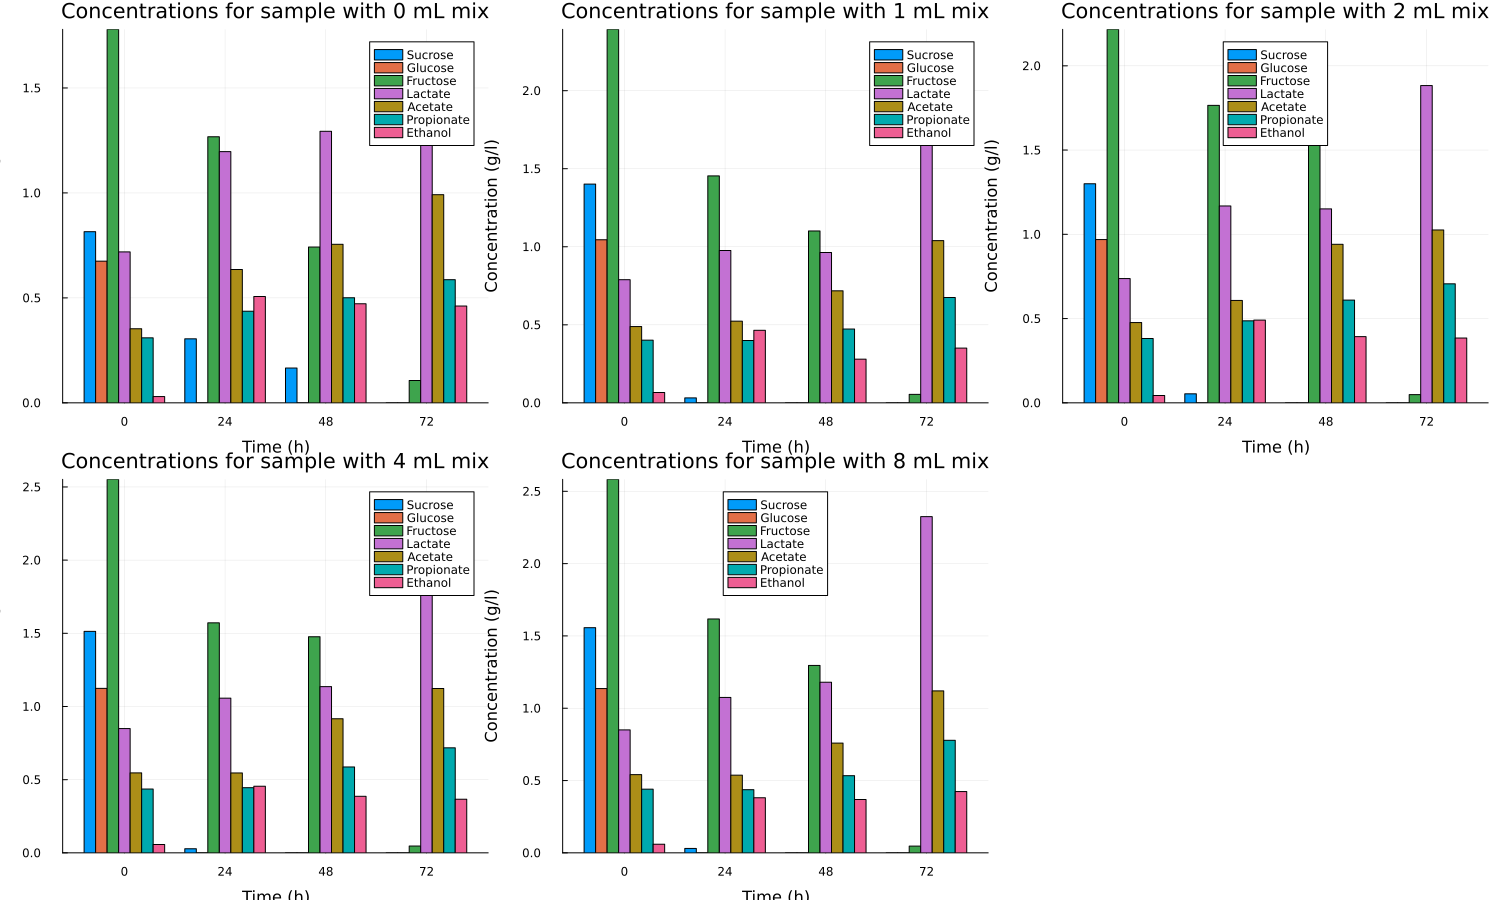 Concentrations for sample with 0 mL mix
1.5
1.0
0.5
0.0
0
24
48
72
Time (h)
Sucrose
Glucose
Fructose
Lactate
Acetate
Propionate
Ethanol
Concentrations for sample with 1 mL mix
Concentration (g/l)
2.0
1.5
1.0
0.5
0.0
0
24
48
72
Time (h)
Sucrose
Glucose
Fructose
Lactate
Acetate
Propionate
Ethanol
Concentrations for sample with 2 mL mix
Concentration (g/l)
2.0
1.5
1.0
0.5
0.0
0
24
48
72
Time (h)
Sucrose
Glucose
Fructose
Lactate
Acetate
Propionate
Ethanol
Concentrations for sample with 4 mL mix
2.5
2.0
1.5
1.0
0.5
0.0
0
24
48
72
Time (h)
Sucrose
Glucose
Fructose
Lactate
Acetate
Propionate
Ethanol
Concentrations for sample with 8 mL mix
Concentration (g/l)
2.5
2.0
1.5
1.0
0.5
0.0
0
24
48
72
Time (h)
Sucrose
Glucose
Fructose
Lactate
Acetate
Propionate
Ethanol